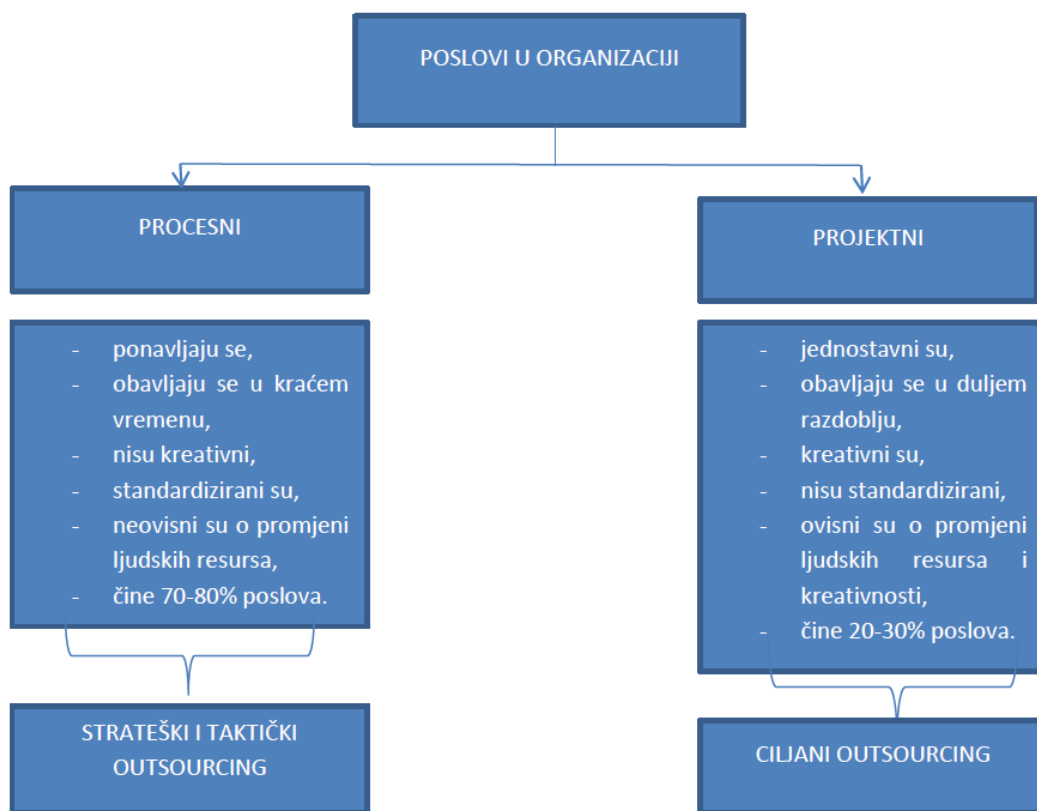 POSLOVI U ORGANIZACIJI
PROCESNI
- ponavljaju se,
- obavljaju se u kraćem
vremenu,
- nisu kreativni,
- standardizirani su,
- neovisni su o promjeni
ljudskih resursa,
- čine 70-80% poslova.
STRATEŠKI I TAKTIČKI
OUTSOURCING
PROJEKTNI
- jednostavni su,
- obavljaju se u duljem
razdoblju,
- kreativni su,
- nisu standardizirani,
- ovisni su o promjeni
ljudskih resursa i
kreativnosti,
- čine 20-30% poslova.
CILJANI OUTSOURCING